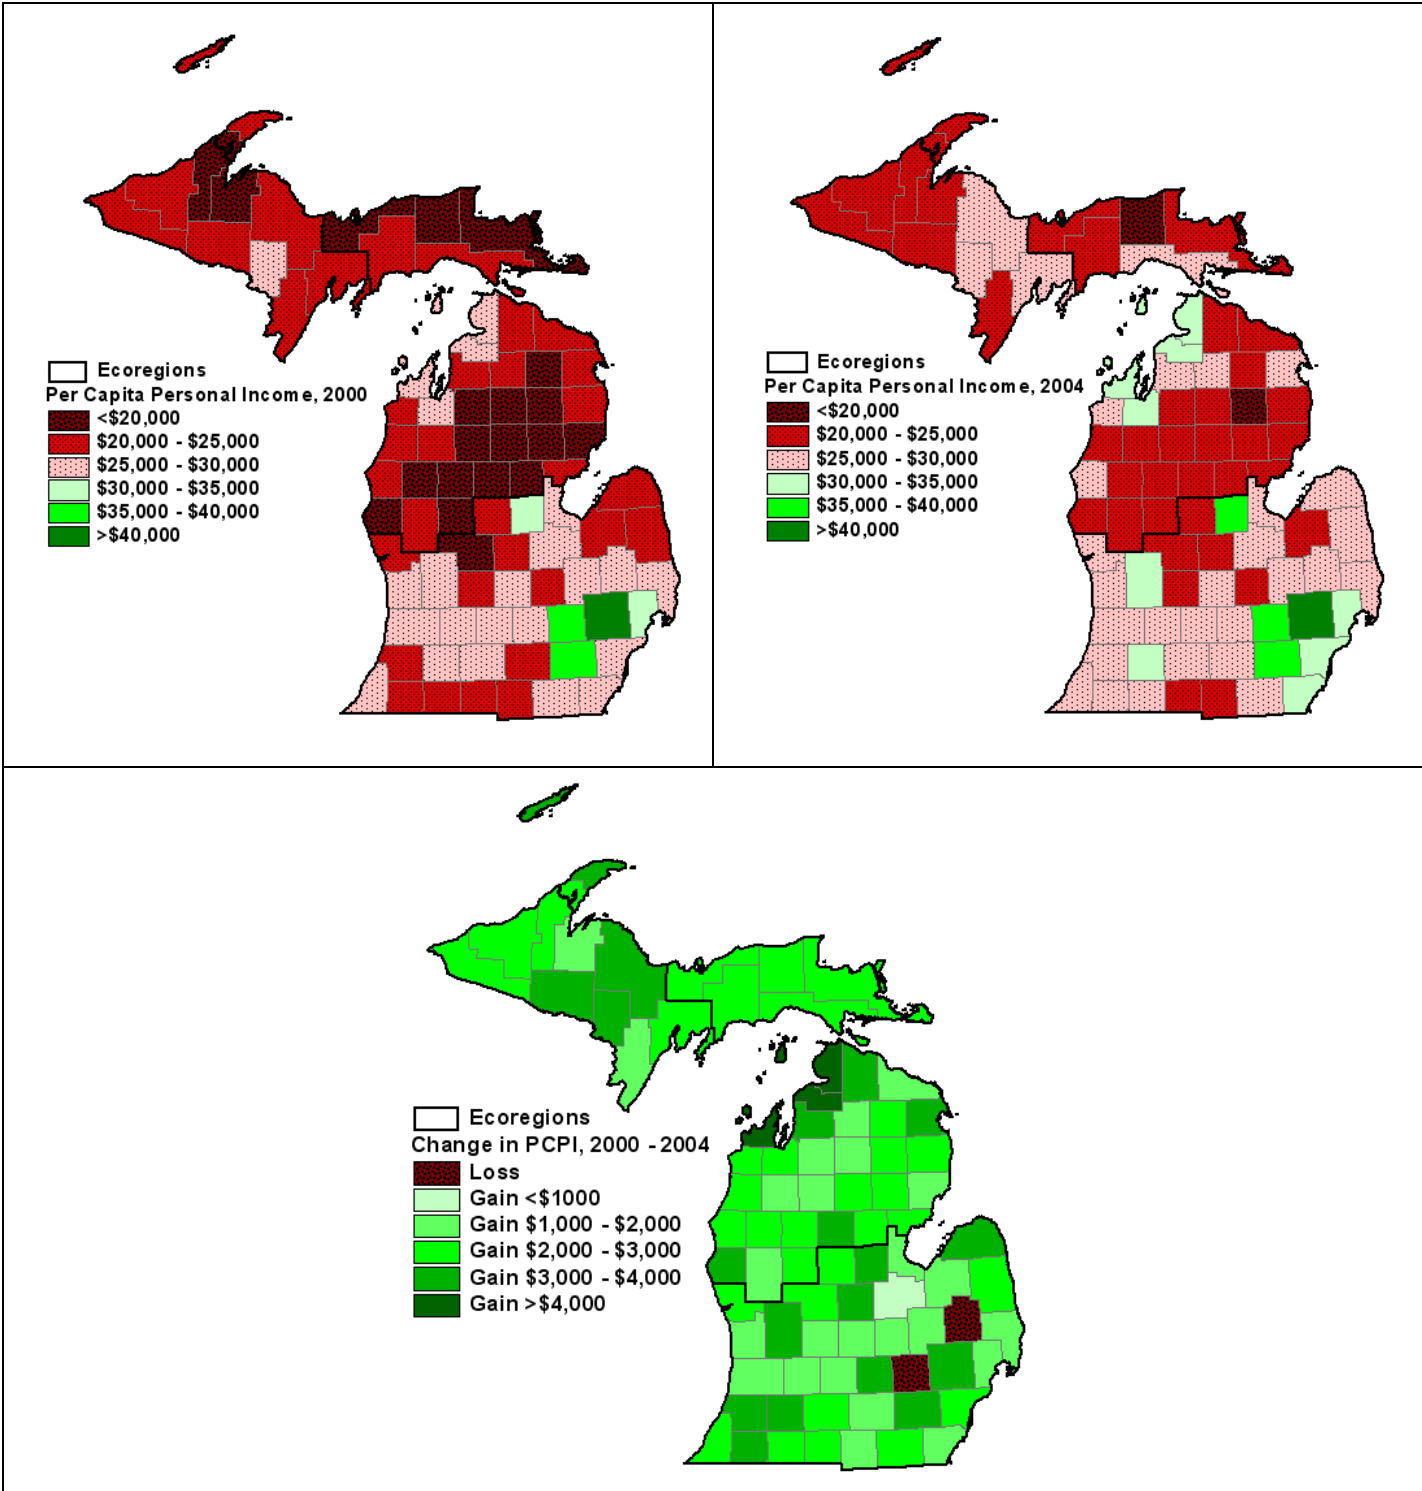 Ecoregions
Per Capita Personal Income, 2000
<$20,000
$20,000 - $25,000
$25,000 - $30,000
$30,000 - $35,000
$35,000 - $40,000
>$40,000
Ecoregions
Per Capita Personal Income, 2004
<$20,000
$20,000 - $25,000
$25,000 - $30,000
$30,000 - $35,000
$35,000 - $40,000
>$40,000
Ecoregions
Change in PCPI, 2000 - 2004
Loss
Gain <$1000
Gain $1,000 - $2,000
Gain $2,000 - $3,000
Gain $3,000 - $4,000
Gain >$4,000